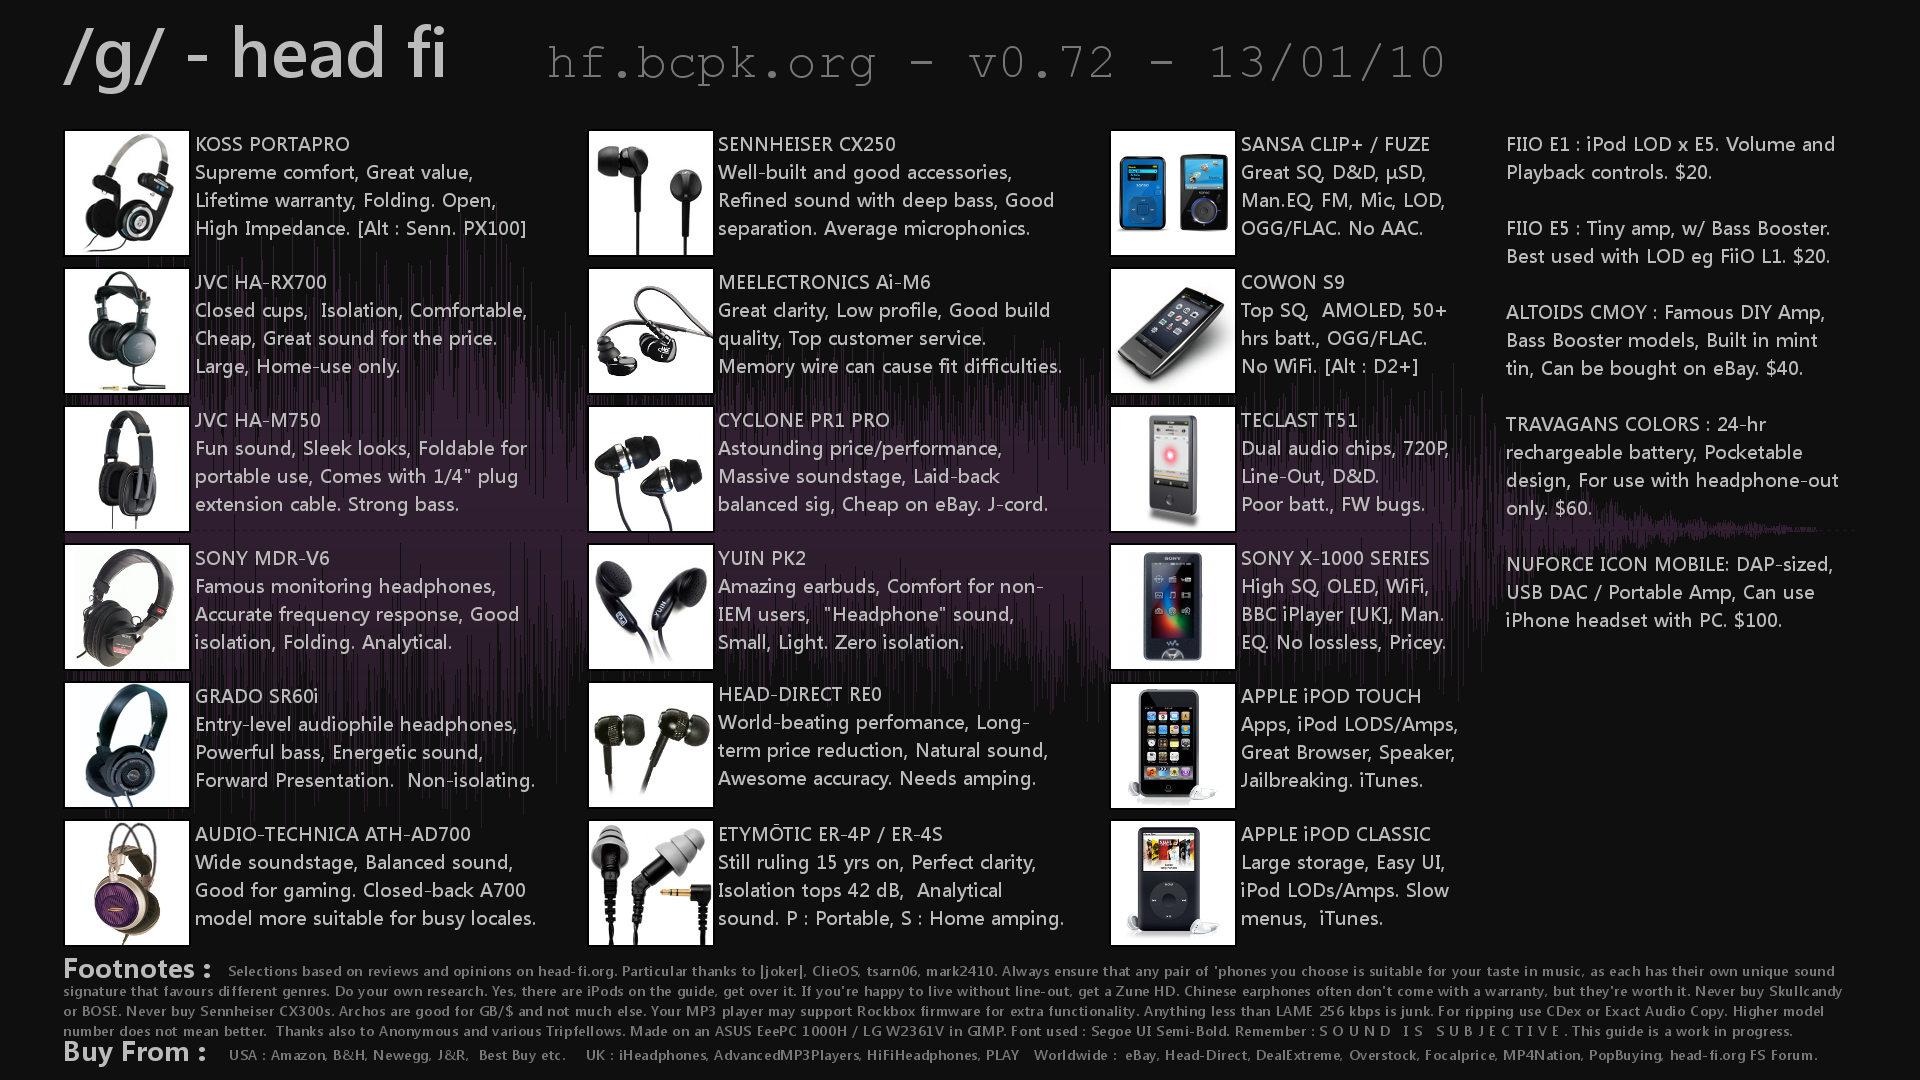 /g/ - head fi
hf.bcpk.org - v0.72 - 13/01/10
KOSS PORTAPRO
Supreme comfort, Great value,
Lifetime warranty, Folding. Open,
High Impedance. [Alt : Senn. PX100]
JVC HA-RX700
Closed cups,  Isolation, Comfortable,
Cheap, Great sound for the price.
Large, Home-use only.
JVC HA-M750
Fun sound, Sleek looks, Foldable for
portable use, Comes with 1/4" plug
extension cable. Strong bass.
SONY MDR-V6
Famous monitoring headphones,
Accurate frequency response, Good
isolation, Folding. Analytical.
GRADO SR60i
Entry-level audiophile headphones,
Powerful bass, Energetic sound,
Forward Presentation.  Non-isolating.
AUDIO-TECHNICA ATH-AD700
Wide soundstage, Balanced sound,
Good for gaming. Closed-back A700
model more suitable for busy locales.
SENNHEISER CX250
Well-built and good accessories,
Refined sound with deep bass, Good
separation. Average microphonics.
MEELECTRONICS Ai-M6
Great clarity, Low profile, Good build
quality, Top customer service.
Memory wire can cause fit difficulties.
CYCLONE PR1 PRO
Astounding price/performance,
Massive soundstage, Laid-back
balanced sig, Cheap on eBay. J-cord.
YUIN PK2
Amazing earbuds, Comfort for non-
IEM users,  "Headphone" sound,
Small, Light. Zero isolation.
HEAD-DIRECT RE0
World-beating perfomance, Long-
term price reduction, Natural sound,
Awesome accuracy. Needs amping.
ETYMŌTIC ER-4P / ER-4S
Still ruling 15 yrs on, Perfect clarity,
Isolation tops 42 dB,  Analytical
sound. P : Portable, S : Home amping.
SANSA CLIP+ / FUZE
Great SQ, D&D, µSD,
Man.EQ, FM, Mic, LOD,
OGG/FLAC. No AAC.
COWON S9
Top SQ,  AMOLED, 50+
hrs batt., OGG/FLAC.
No WiFi. [Alt : D2+]
TECLAST T51
Dual audio chips, 720P,
Line-Out, D&D.
Poor batt., FW bugs.
SONY X-1000 SERIES
High SQ, OLED, WiFi,
BBC iPlayer [UK], Man.
EQ. No lossless, Pricey.
APPLE iPOD TOUCH
Apps, iPod LODS/Amps,
Great Browser, Speaker,
Jailbreaking. iTunes.
APPLE iPOD CLASSIC
Large storage, Easy UI,
iPod LODs/Amps. Slow
menus,  iTunes.
FIIO E1 : iPod LOD x E5. Volume and
Playback controls. $20.
FIIO E5 : Tiny amp, w/ Bass Booster.
Best used with LOD eg FiiO L1. $20.
ALTOIDS CMOY : Famous DIY Amp,
Bass Booster models, Built in mint
tin, Can be bought on eBay. $40.
TRAVAGANS COLORS : 24-hr
rechargeable battery, Pocketable
design, For use with headphone-out
only. $60.
NUFORCE ICON MOBILE: DAP-sized,
USB DAC / Portable Amp, Can use
iPhone headset with PC. $100.
Footnotes : Selections based on reviews and opinions on head-fi.org. Particular thanks to |joker|, ClieOS, tsarn06, mark2410. Always ensure that any pair of 'phones you choose is suitable for your taste in music, as each has their own unique sound
signature that favours different genres. Do your own research. Yes, there are iPods on the guide, get over it. If you're happy to live without line-out, get a Zune HD. Chinese earphones often don't come with a warranty, but they're worth it. Never buy Skullcandy
or BOSE. Never buy Sennheiser CX300s. Archos are good for GB/$ and not much else. Your MP3 player may support Rockbox firmware for extra functionality. Anything less than LAME 256 kbps is junk. For ripping use CDex or Exact Audio Copy. Higher model
number does not mean better.  Thanks also to Anonymous and various Tripfellows. Made on an ASUS EeePC 1000H / LG W2361V in GIMP. Font used : Segoe UI Semi-Bold. Remember : S O U N D   I S   S U B J E C T I V E . This guide is a work in progress.
Buy From : USA : Amazon, B&H, Newegg, J&R,  Best Buy etc.   UK : iHeadphones, AdvancedMP3Players, HiFiHeadphones, PLAY   Worldwide :  eBay, Head-Direct, DealExtreme, Overstock, Focalprice, MP4Nation, PopBuying, head-fi.org FS Forum.